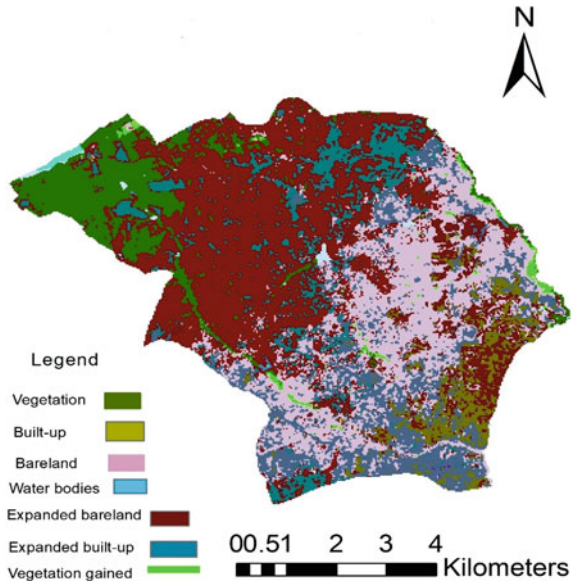 N
Legend
Vegetation
Built-up
Bareland
Water bodies
Expanded bareland
Expanded built-up
Vegetation gained
00.51 2 3 4
Kilometers